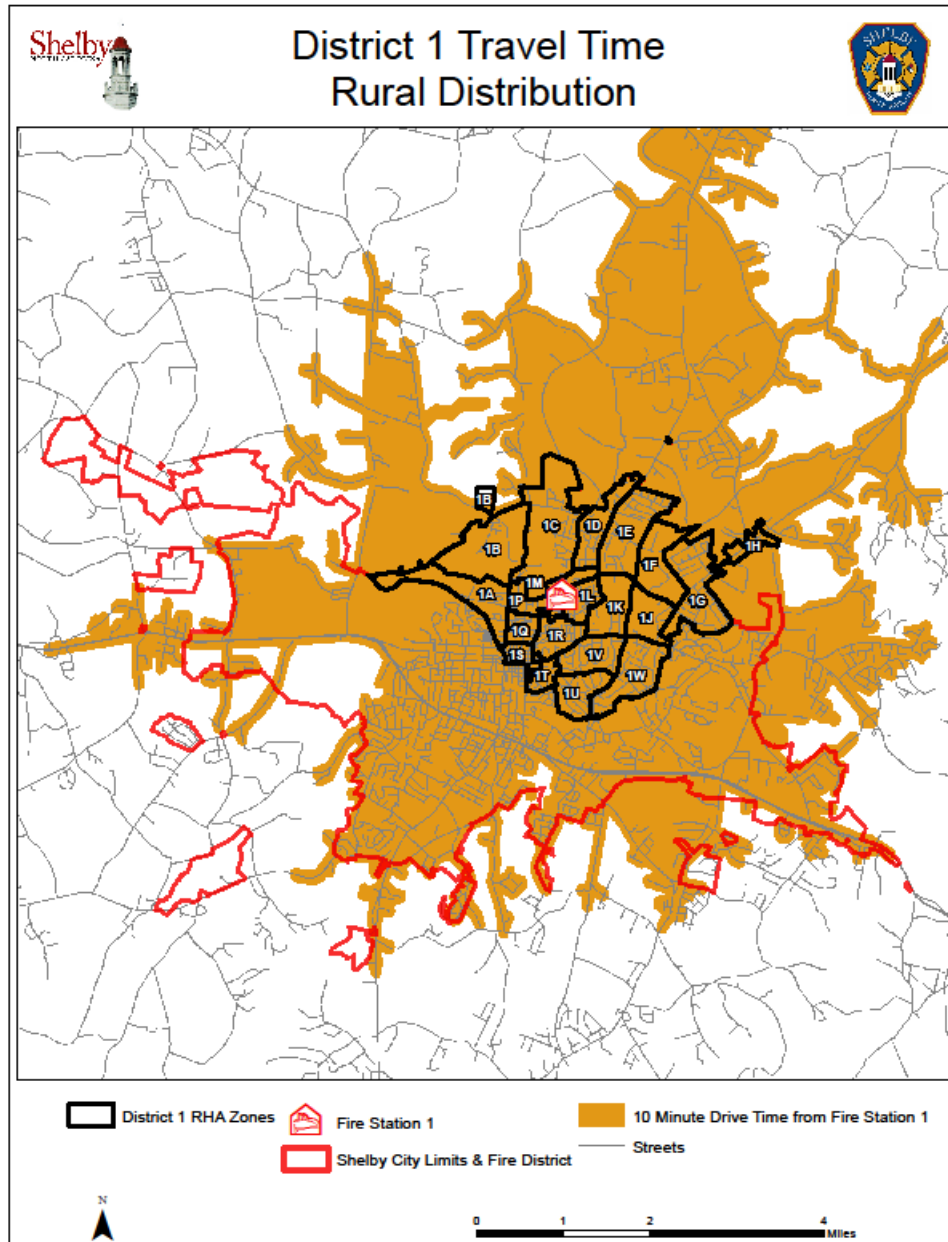 Shelby
District 1 Travel Time
Rural Distribution
SHELBY
1B
1C
1D
1E
1B
1H
1F
1M
1A
1P
1L
1K
1G
1J
1Q
1R
1S
1V
1T
1W
1U
District 1 RHA Zones
Fire Station 1
10 Minute Drive Time from Fire Station 1
Streets
Shelby City Limits & Fire District
N
0 1 2 4
Miles